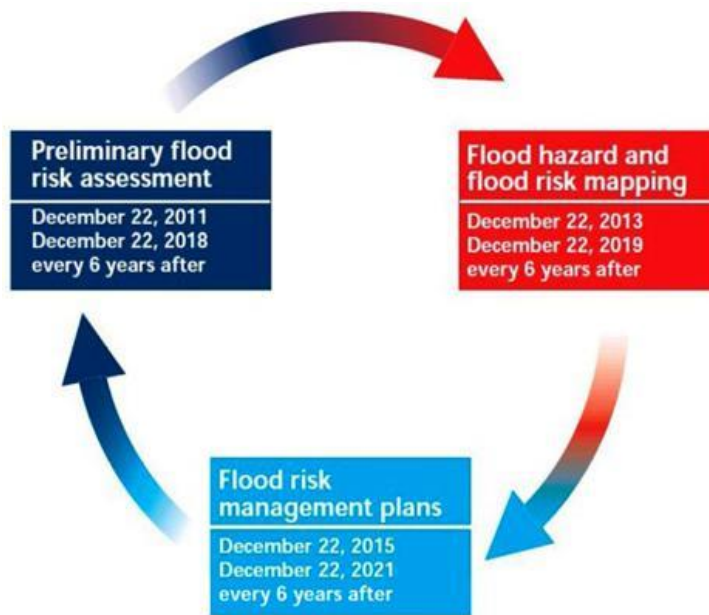 Preliminary flood
risk assessment
December 22, 2011
December 22, 2018
every 6 years after
Flood hazard and
flood risk mapping
December 22, 2013
December 22, 2019
every 6 years after
Flood risk
management plans
December 22, 2015
December 22, 2021
every 6 years after